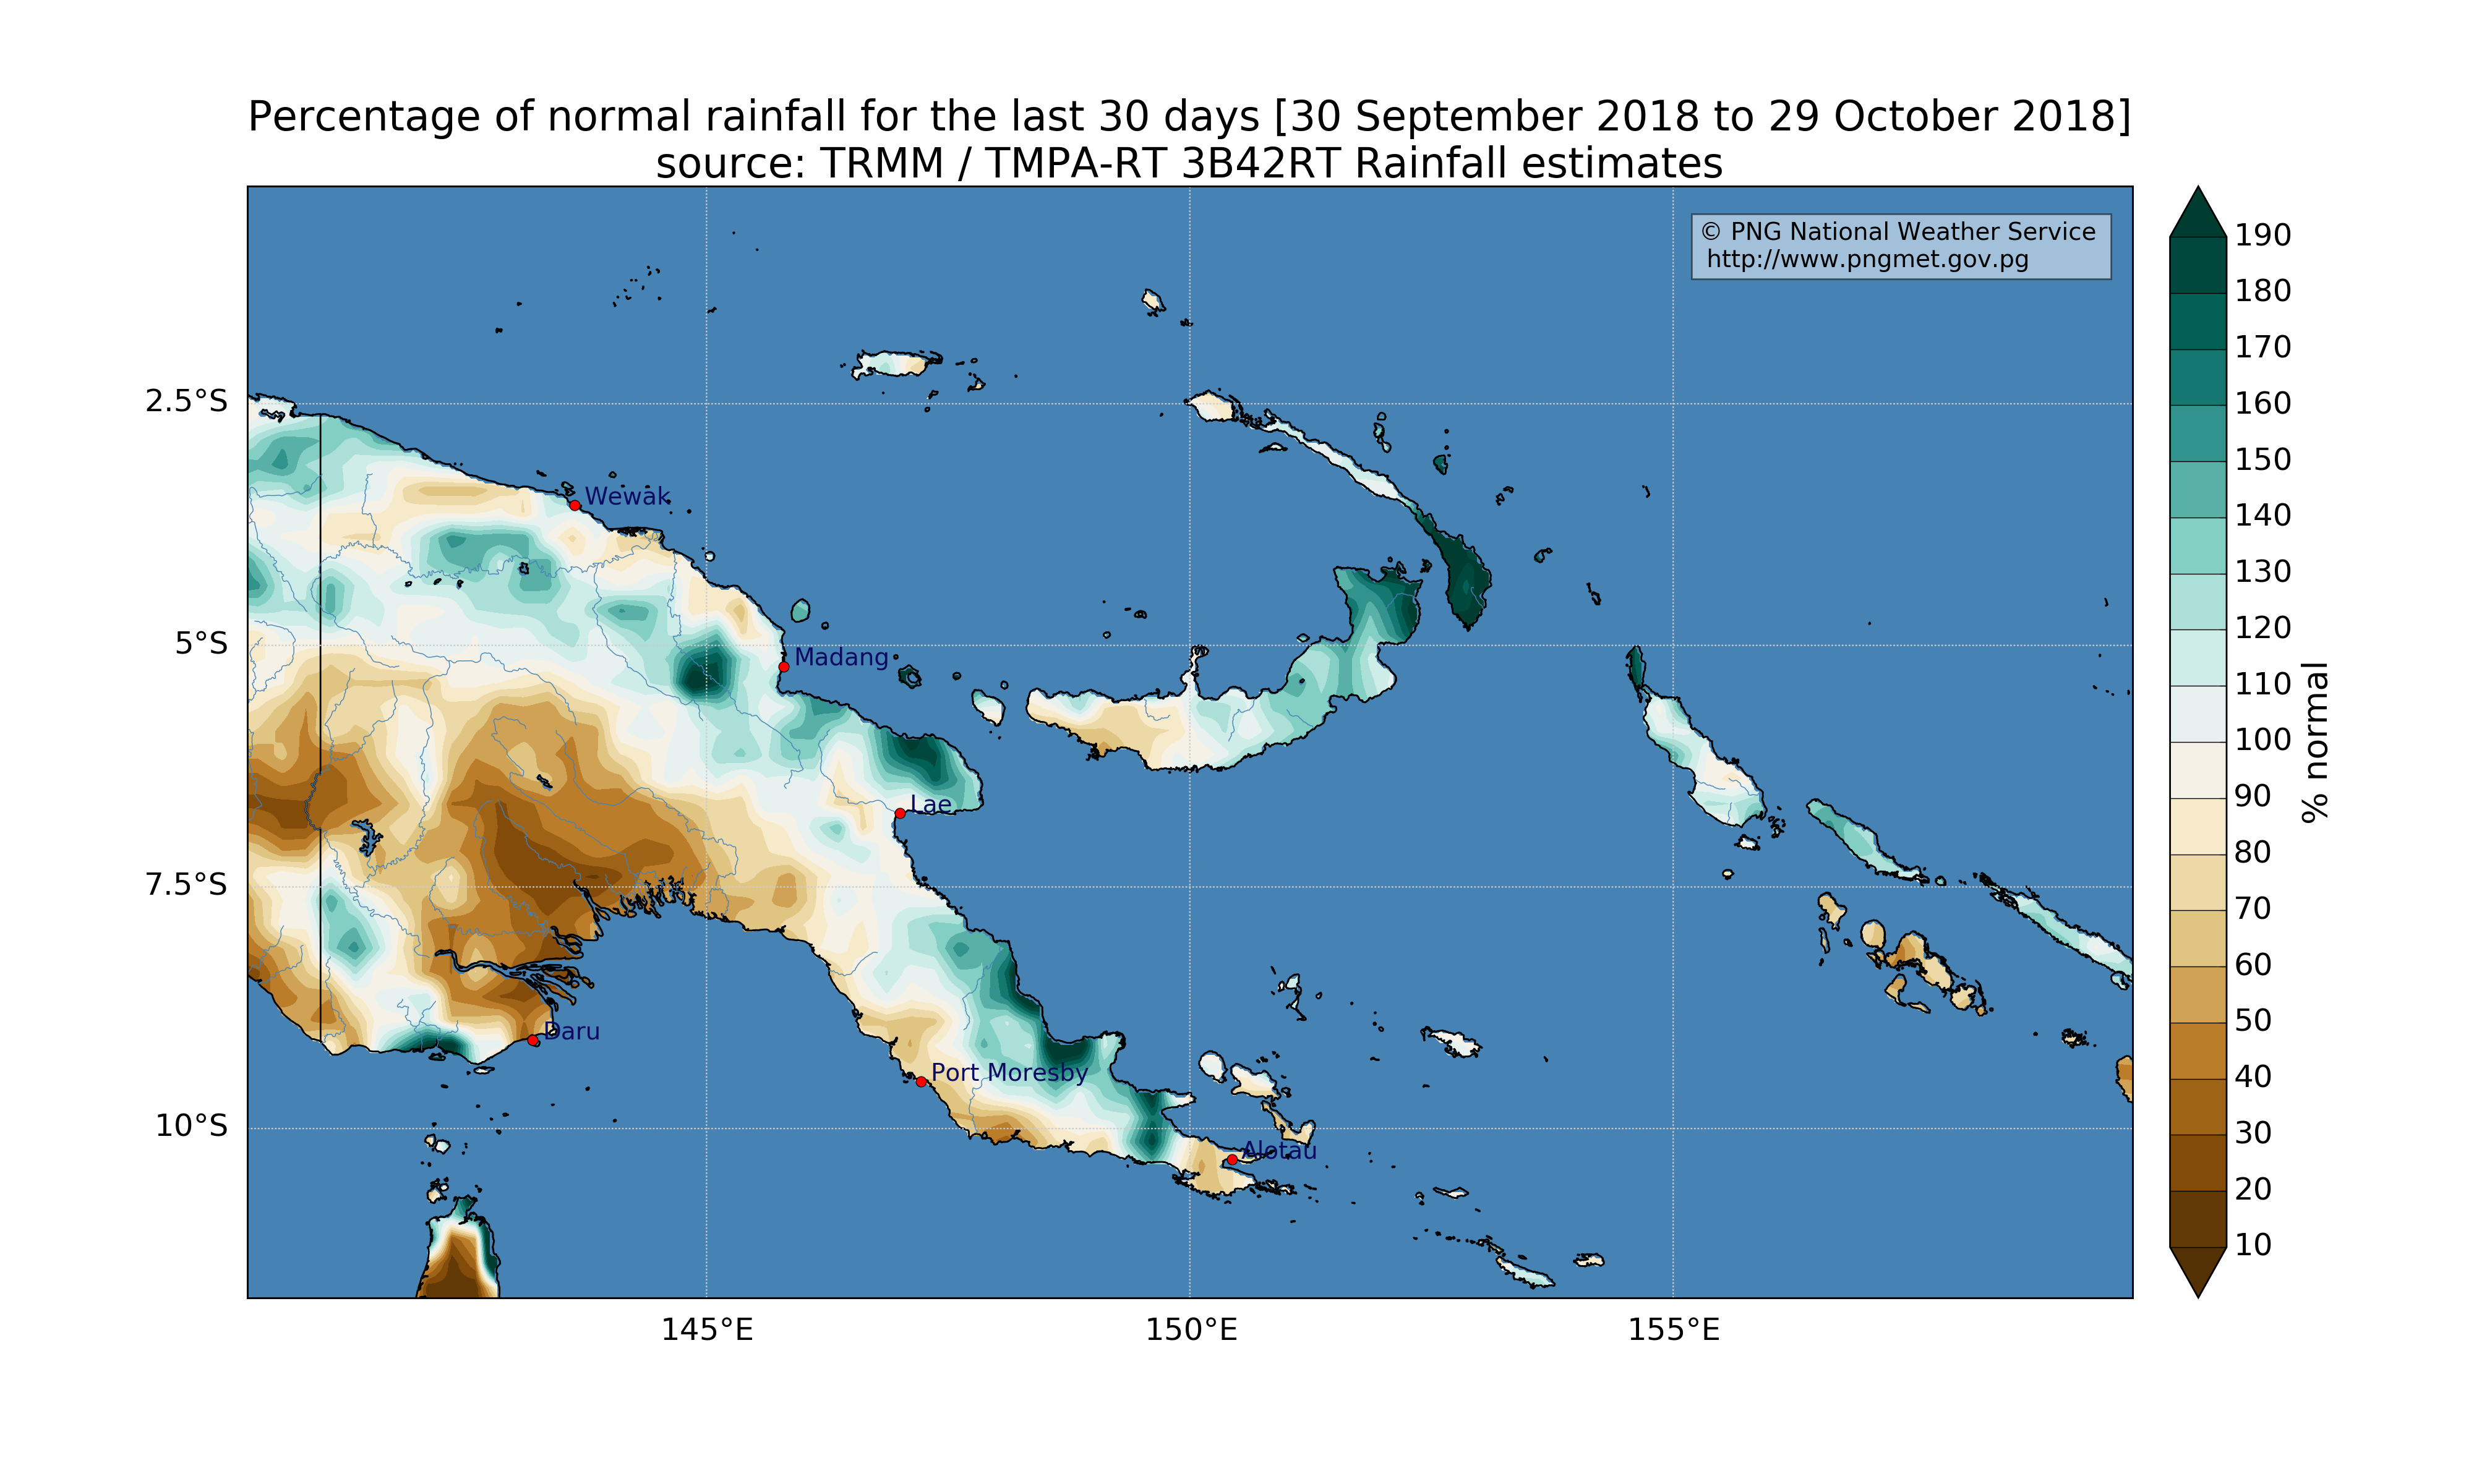 Percentage of normal rainfall for the last 30 days [30 September 2018 to 29 October 2018]
source: TRMM / TMPA-RT 3B42RT Rainfall estimates
© PNG National Weather Service
http://www.pngmet.gov.pg
2.5°S
5°S
7.5°S
10°S
Wewak
Madang
Lae
Daru
Port Moresby
Alotau
145°E
150°E
155°E
190
180
170
160
150
140
130
120
110
100
90
80
70
60
50
40
30
20
10
% normal